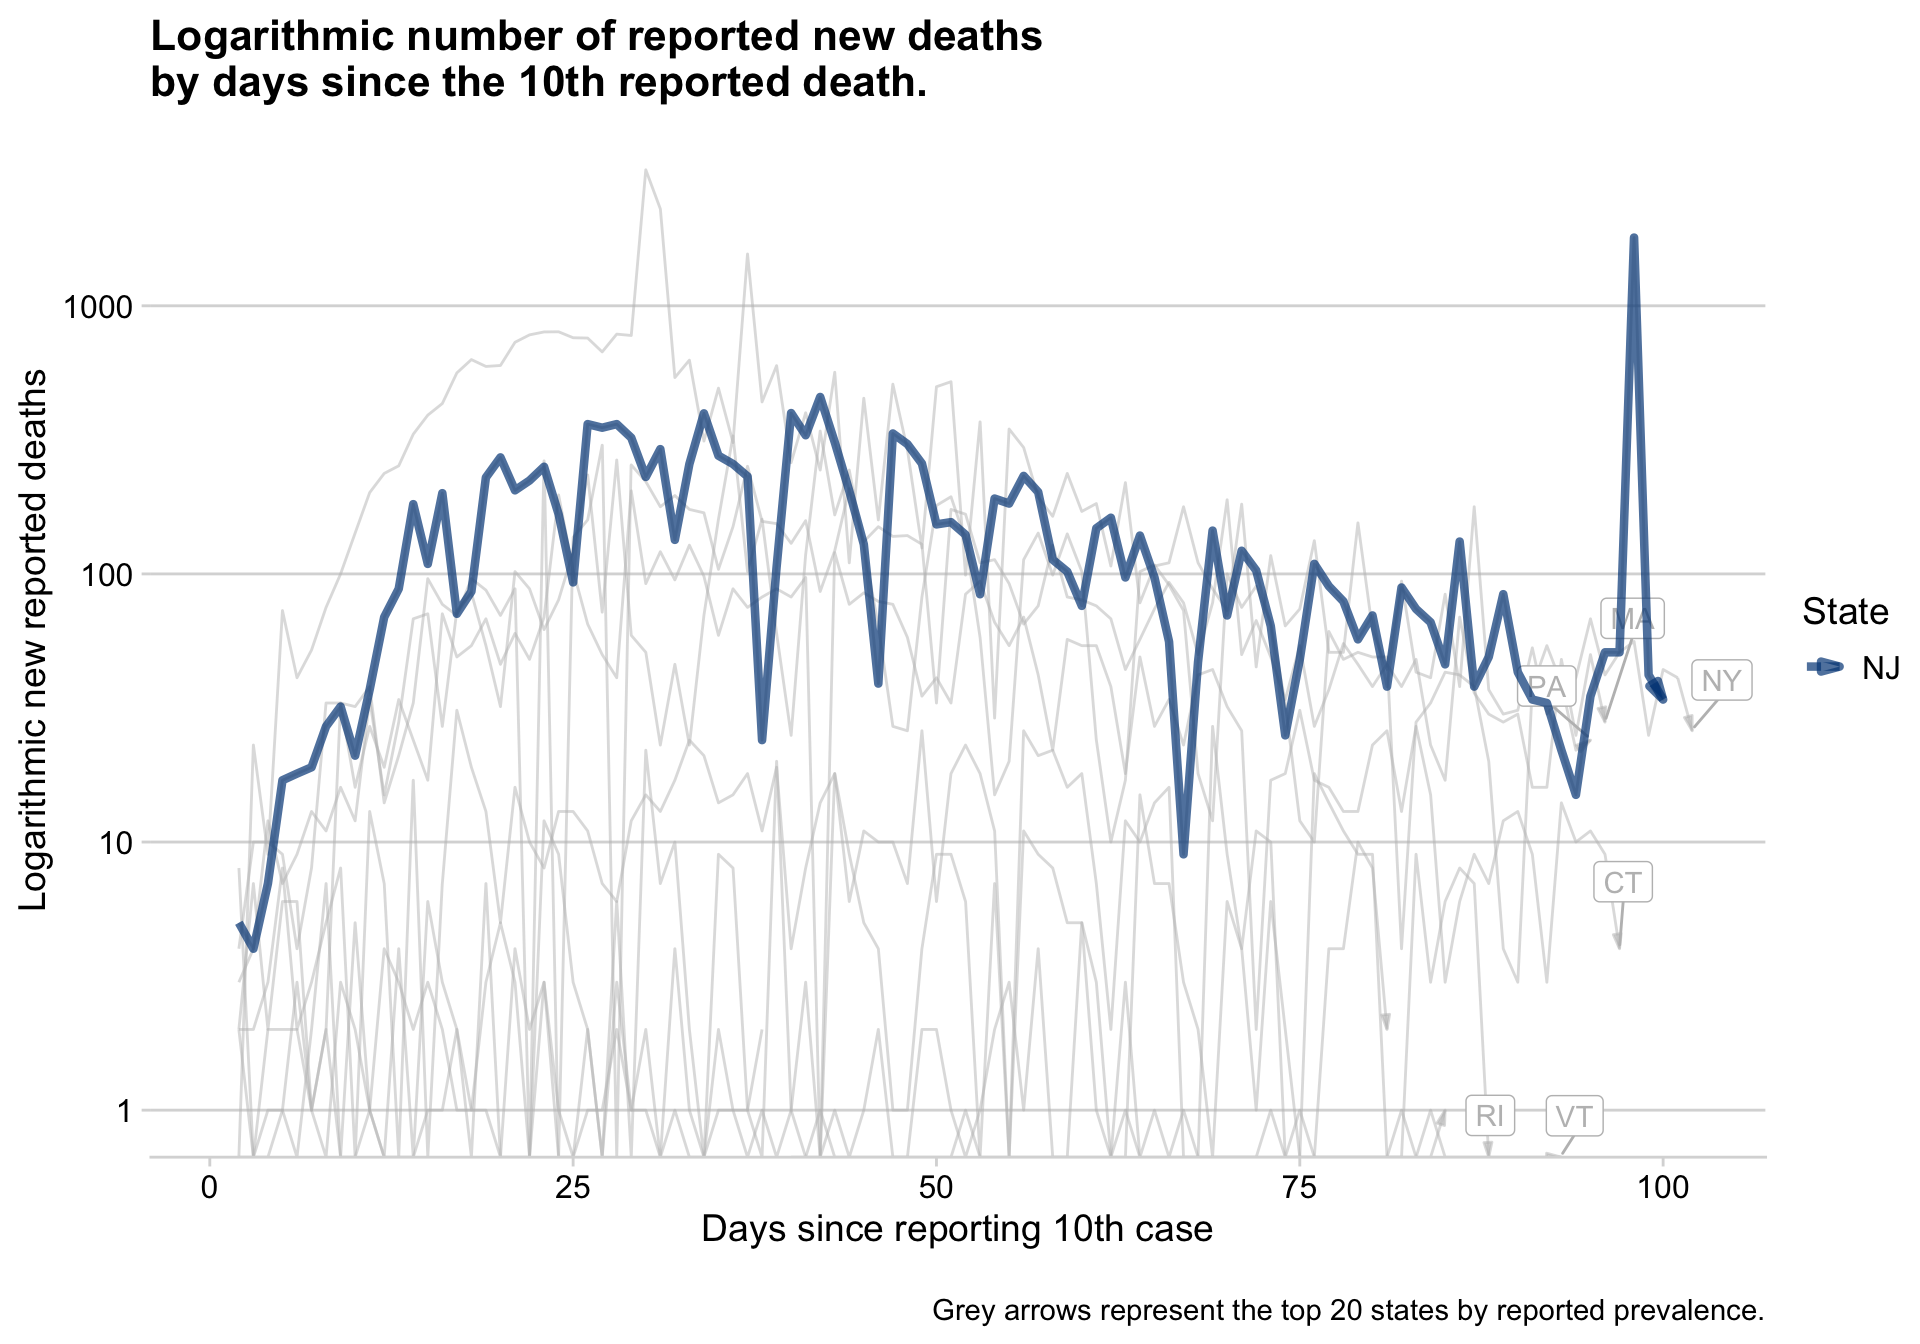 Logarithmic number of reported new deaths
by days since the 10th reported death.
Logarithmic new reported deaths
1000
100
10
1
MA
PA
NY
CT
RI
VT
State
NJ
0
25
50
75
100
Days since reporting 10th case
Grey arrows represent the top 20 states by reported prevalence.